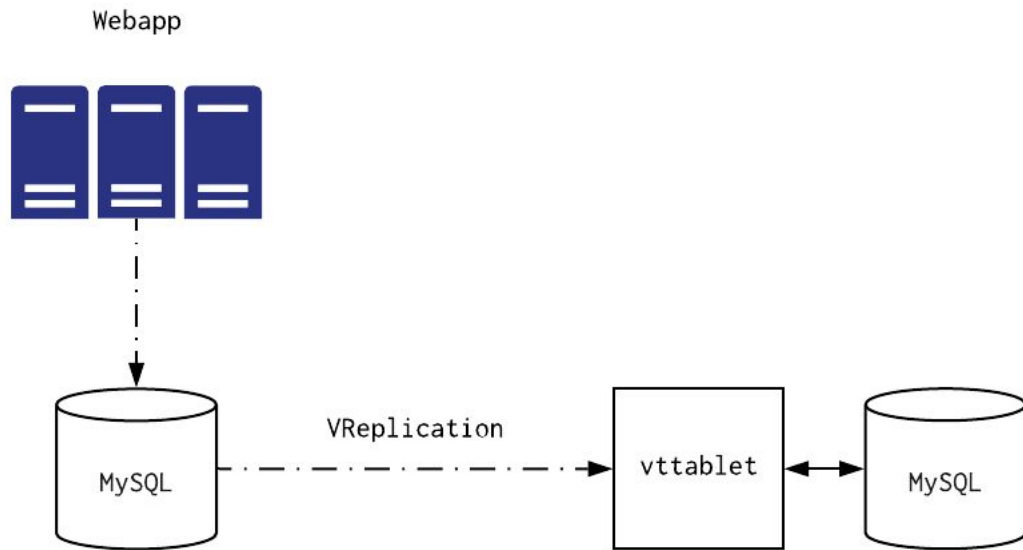 Webapp
VReplication
MySQL
vttablet
MySQL